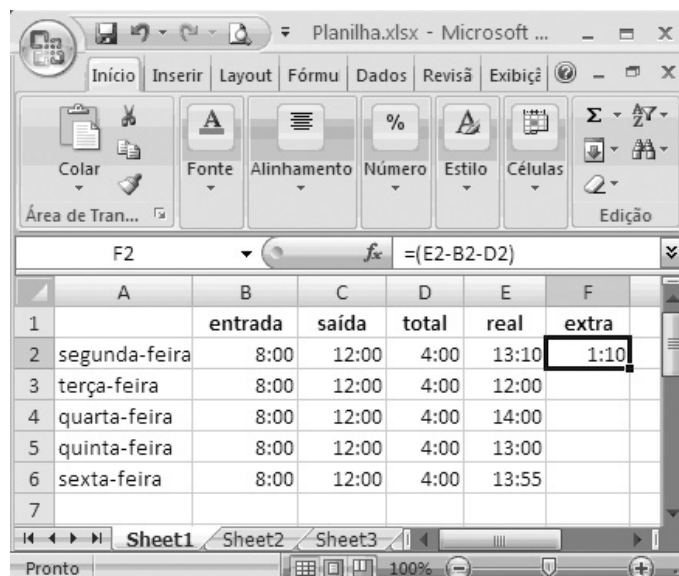 Planilha.xlsx - Microsoft ...
Início Inserir Layout Fórmu Dados Revisã Exibiçã
Colar Fonte Alinhamento Número Estilo Células
% Σ
Área de Tran... Edição
F2 fx =(E2-B2-D2)
A B C D E F
1 entrada saída total real extra
2 segunda-feira 8:00 12:00 4:00 13:10 1:10
3 terça-feira 8:00 12:00 4:00 12:00
4 quarta-feira 8:00 12:00 4:00 14:00
5 quinta-feira 8:00 12:00 4:00 13:00
6 sexta-feira 8:00 12:00 4:00 13:55
7
Sheet1 Sheet2 Sheet3
Pronto 100%